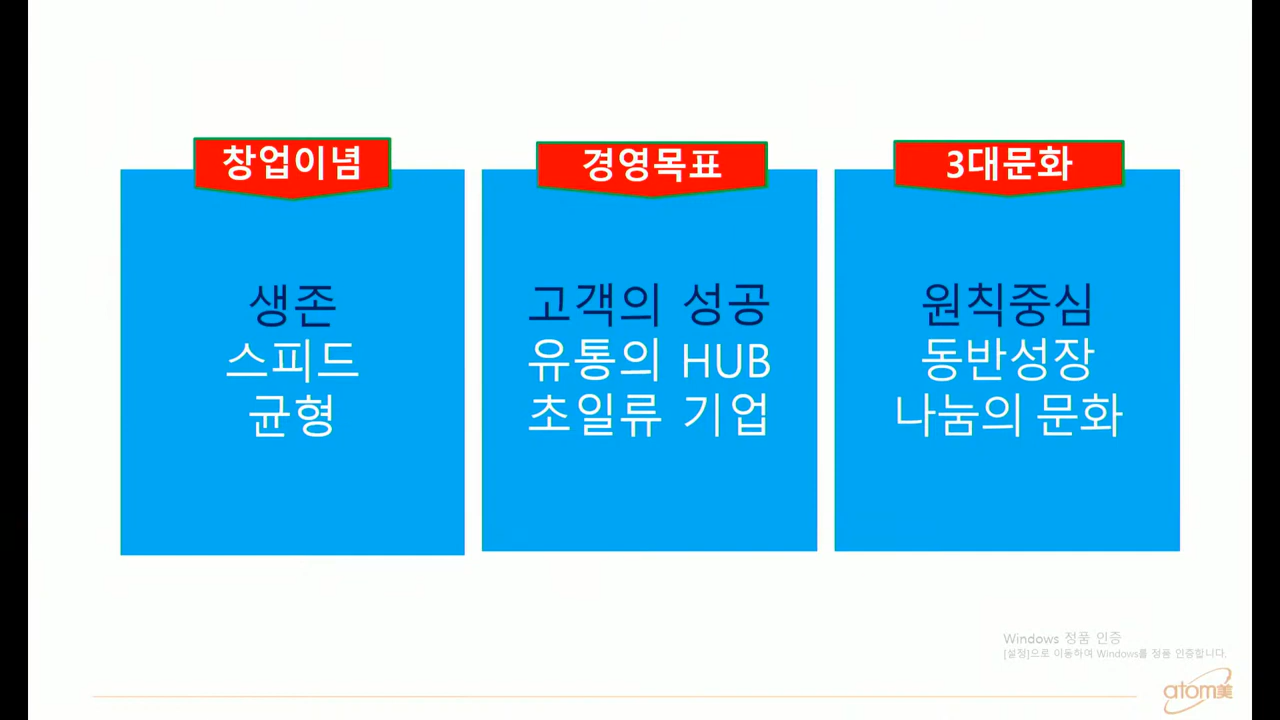 창업이념
생존
스피드
균형
경영목표
고객의 성공
유통의 HUB
초일류 기업
3대문화
원칙중심
동반성장
나눔의 문화
Windows 정품 인증
[설정]으로 이동하여 Windows를 정품 인증합니다.
atom美